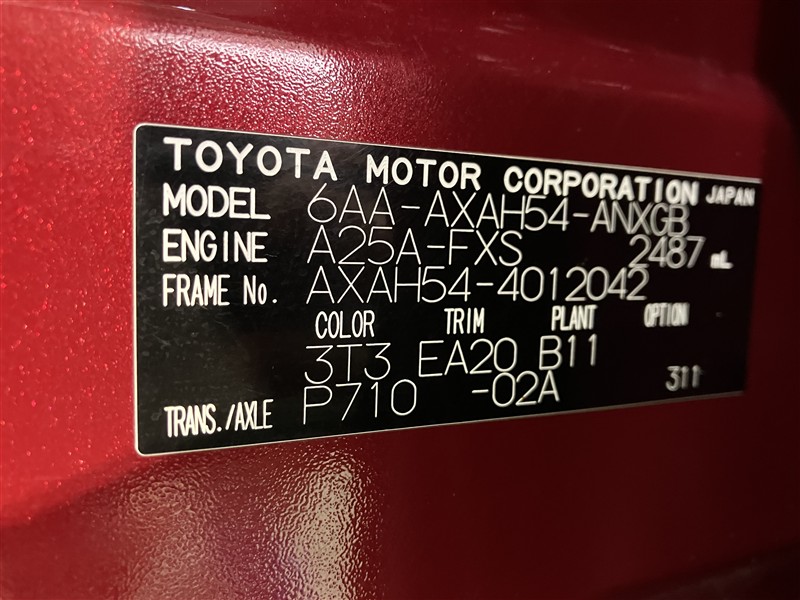 TOYOTA MOTOR CORPORATION JAPAN
MODEL 6AA-AXAH54-ANXGB
ENGINE A25A-FXS 2487 mL
FRAME No. AXAH54-4012042
COLOR TRIM PLANT OPTION
3T3 EA20 B11 311
TRANS./AXLE P710 -02A